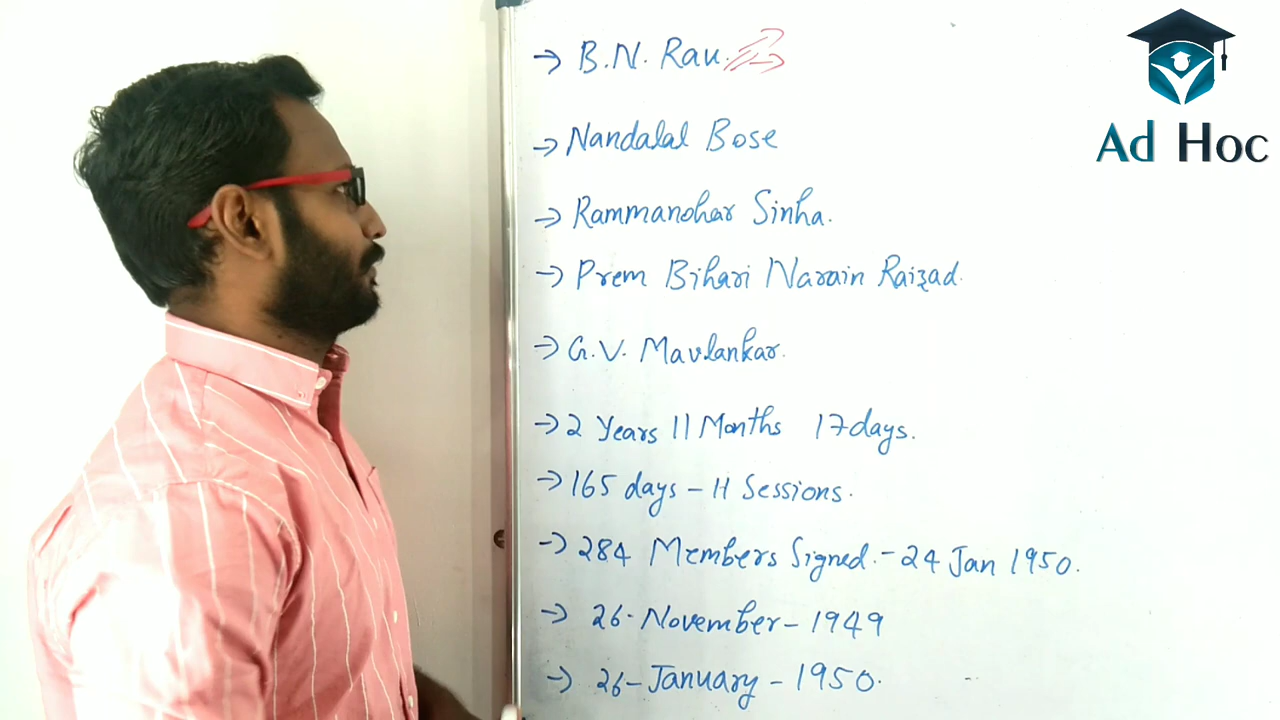 → B.N. Rau.
→ Nandalal Bose
→ Rammanohar Sinha.
→ Prem Bihari Narain Raizad.
→ G.V. Mavlankar.
→ 2 Years 11 Months 17 days.
→ 165 days - 11 Sessions.
→ 284 Members Signed. - 24 Jan 1950.
→ 26 - November - 1949
→ 26 - January - 1950.
Ad Hoc